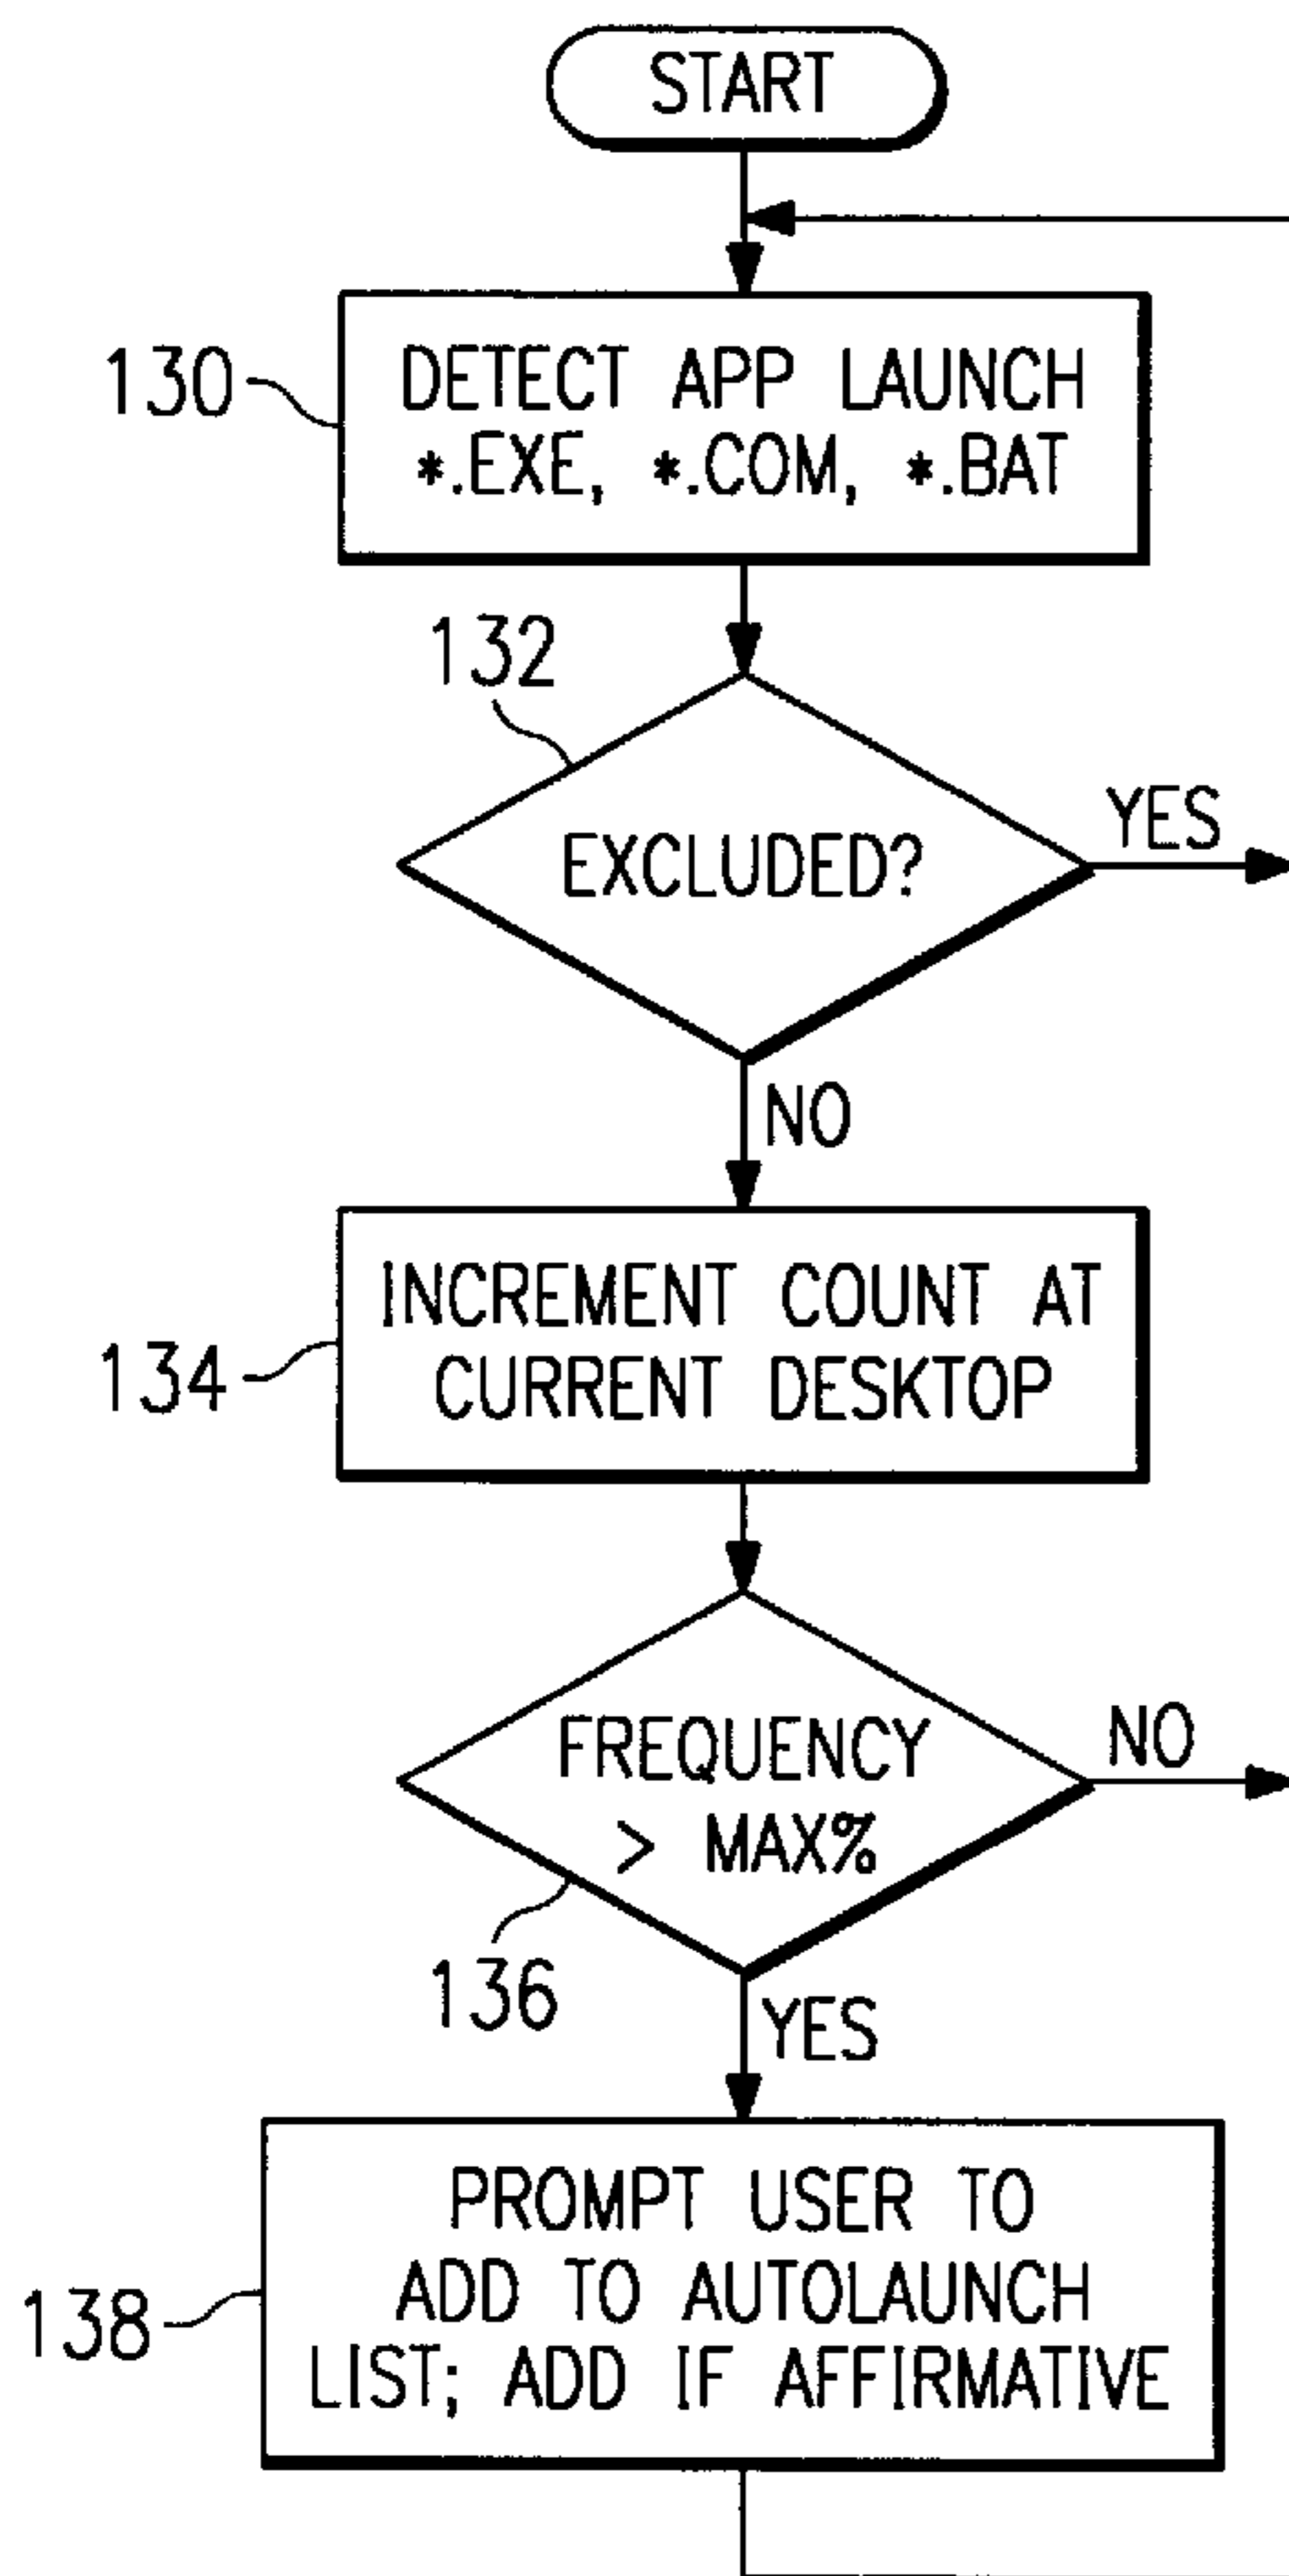 START
130
DETECT APP LAUNCH
*.EXE, *.COM, *.BAT
132
EXCLUDED?
YES
NO
134
INCREMENT COUNT AT
CURRENT DESKTOP
FREQUENCY
> MAX%
NO
136
YES
138
PROMPT USER TO
ADD TO AUTOLAUNCH
LIST; ADD IF AFFIRMATIVE